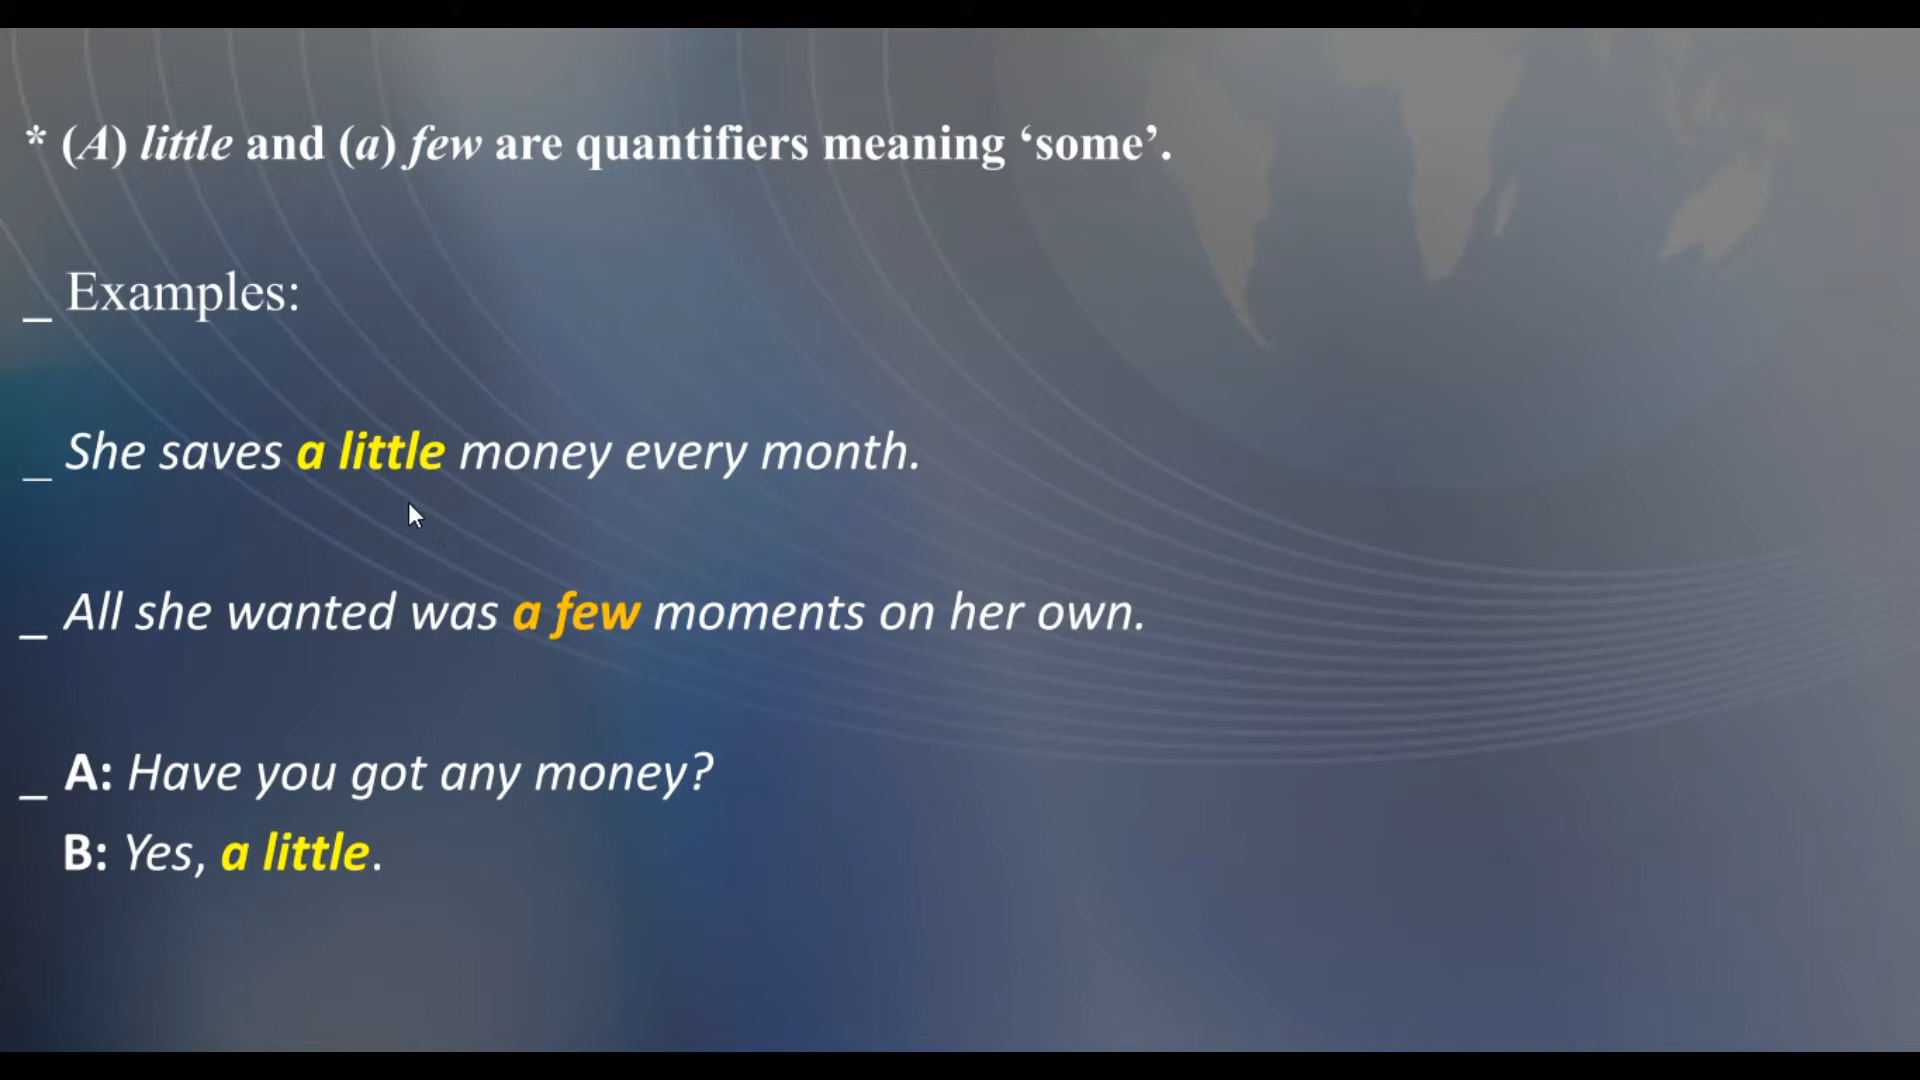 * (A) little and (a) few are quantifiers meaning ‘some’.
_ Examples:
_ She saves a little money every month.
_ All she wanted was a few moments on her own.
_ A: Have you got any money?
B: Yes, a little.